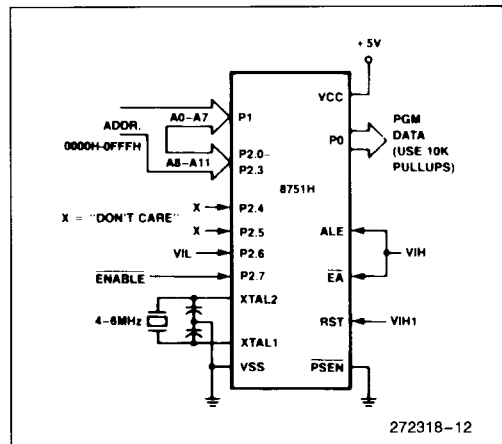 + 5V
VCC
A0–A7
P1
ADDR.
0000H-0FFFH
A8–A11
P2.0–
P2.3
P0
PGM
DATA
(USE 10K
PULLUPS)
8751H
X = "DON'T CARE"
X
P2.4
X
P2.5
VIL
P2.6
ENABLE
P2.7
ALE
EA
VIH
XTAL2
4–6MHz
XTAL1
VSS
RST
VIH1
PSEN
272318–12